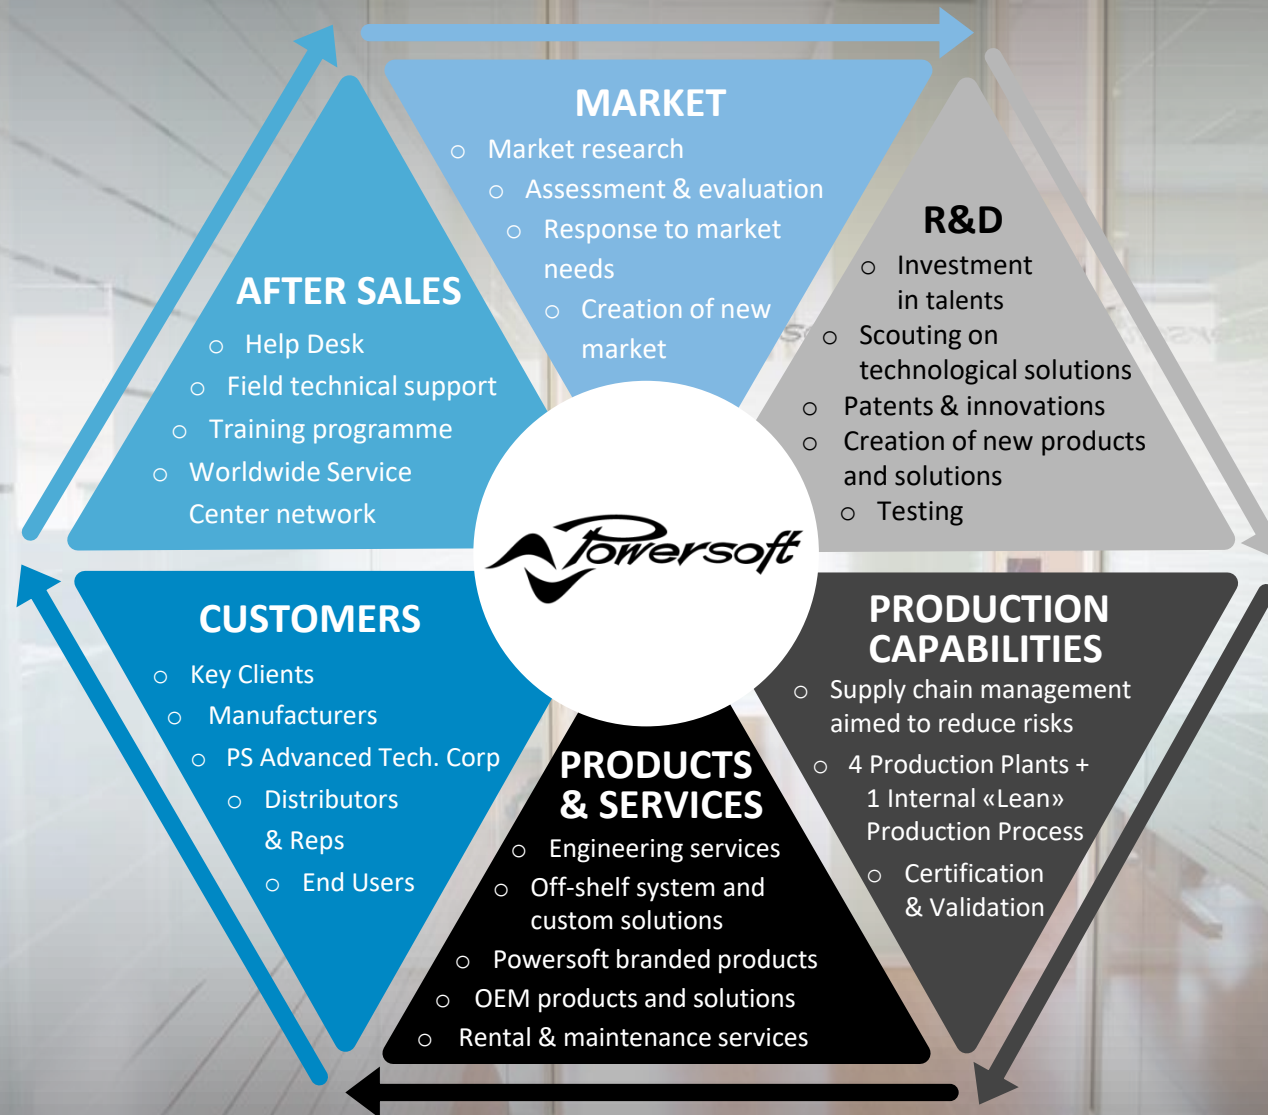 MARKET
o Market research
o Assessment & evaluation
o Response to market
needs
o Creation of new
market
R&D
o Investment
in talents
o Scouting on
technological solutions
o Patents & innovations
o Creation of new products
and solutions
o Testing
PRODUCTION
CAPABILITIES
o Supply chain management
aimed to reduce risks
o 4 Production Plants +
1 Internal «Lean»
Production Process
o Certification
& Validation
PRODUCTS
& SERVICES
o Engineering services
o Off-shelf system and
custom solutions
o Powersoft branded products
o OEM products and solutions
o Rental & maintenance services
CUSTOMERS
o Key Clients
o Manufacturers
o PS Advanced Tech. Corp
o Distributors
& Reps
o End Users
AFTER SALES
o Help Desk
o Field technical support
o Training programme
o Worldwide Service
Center network
Powersoft